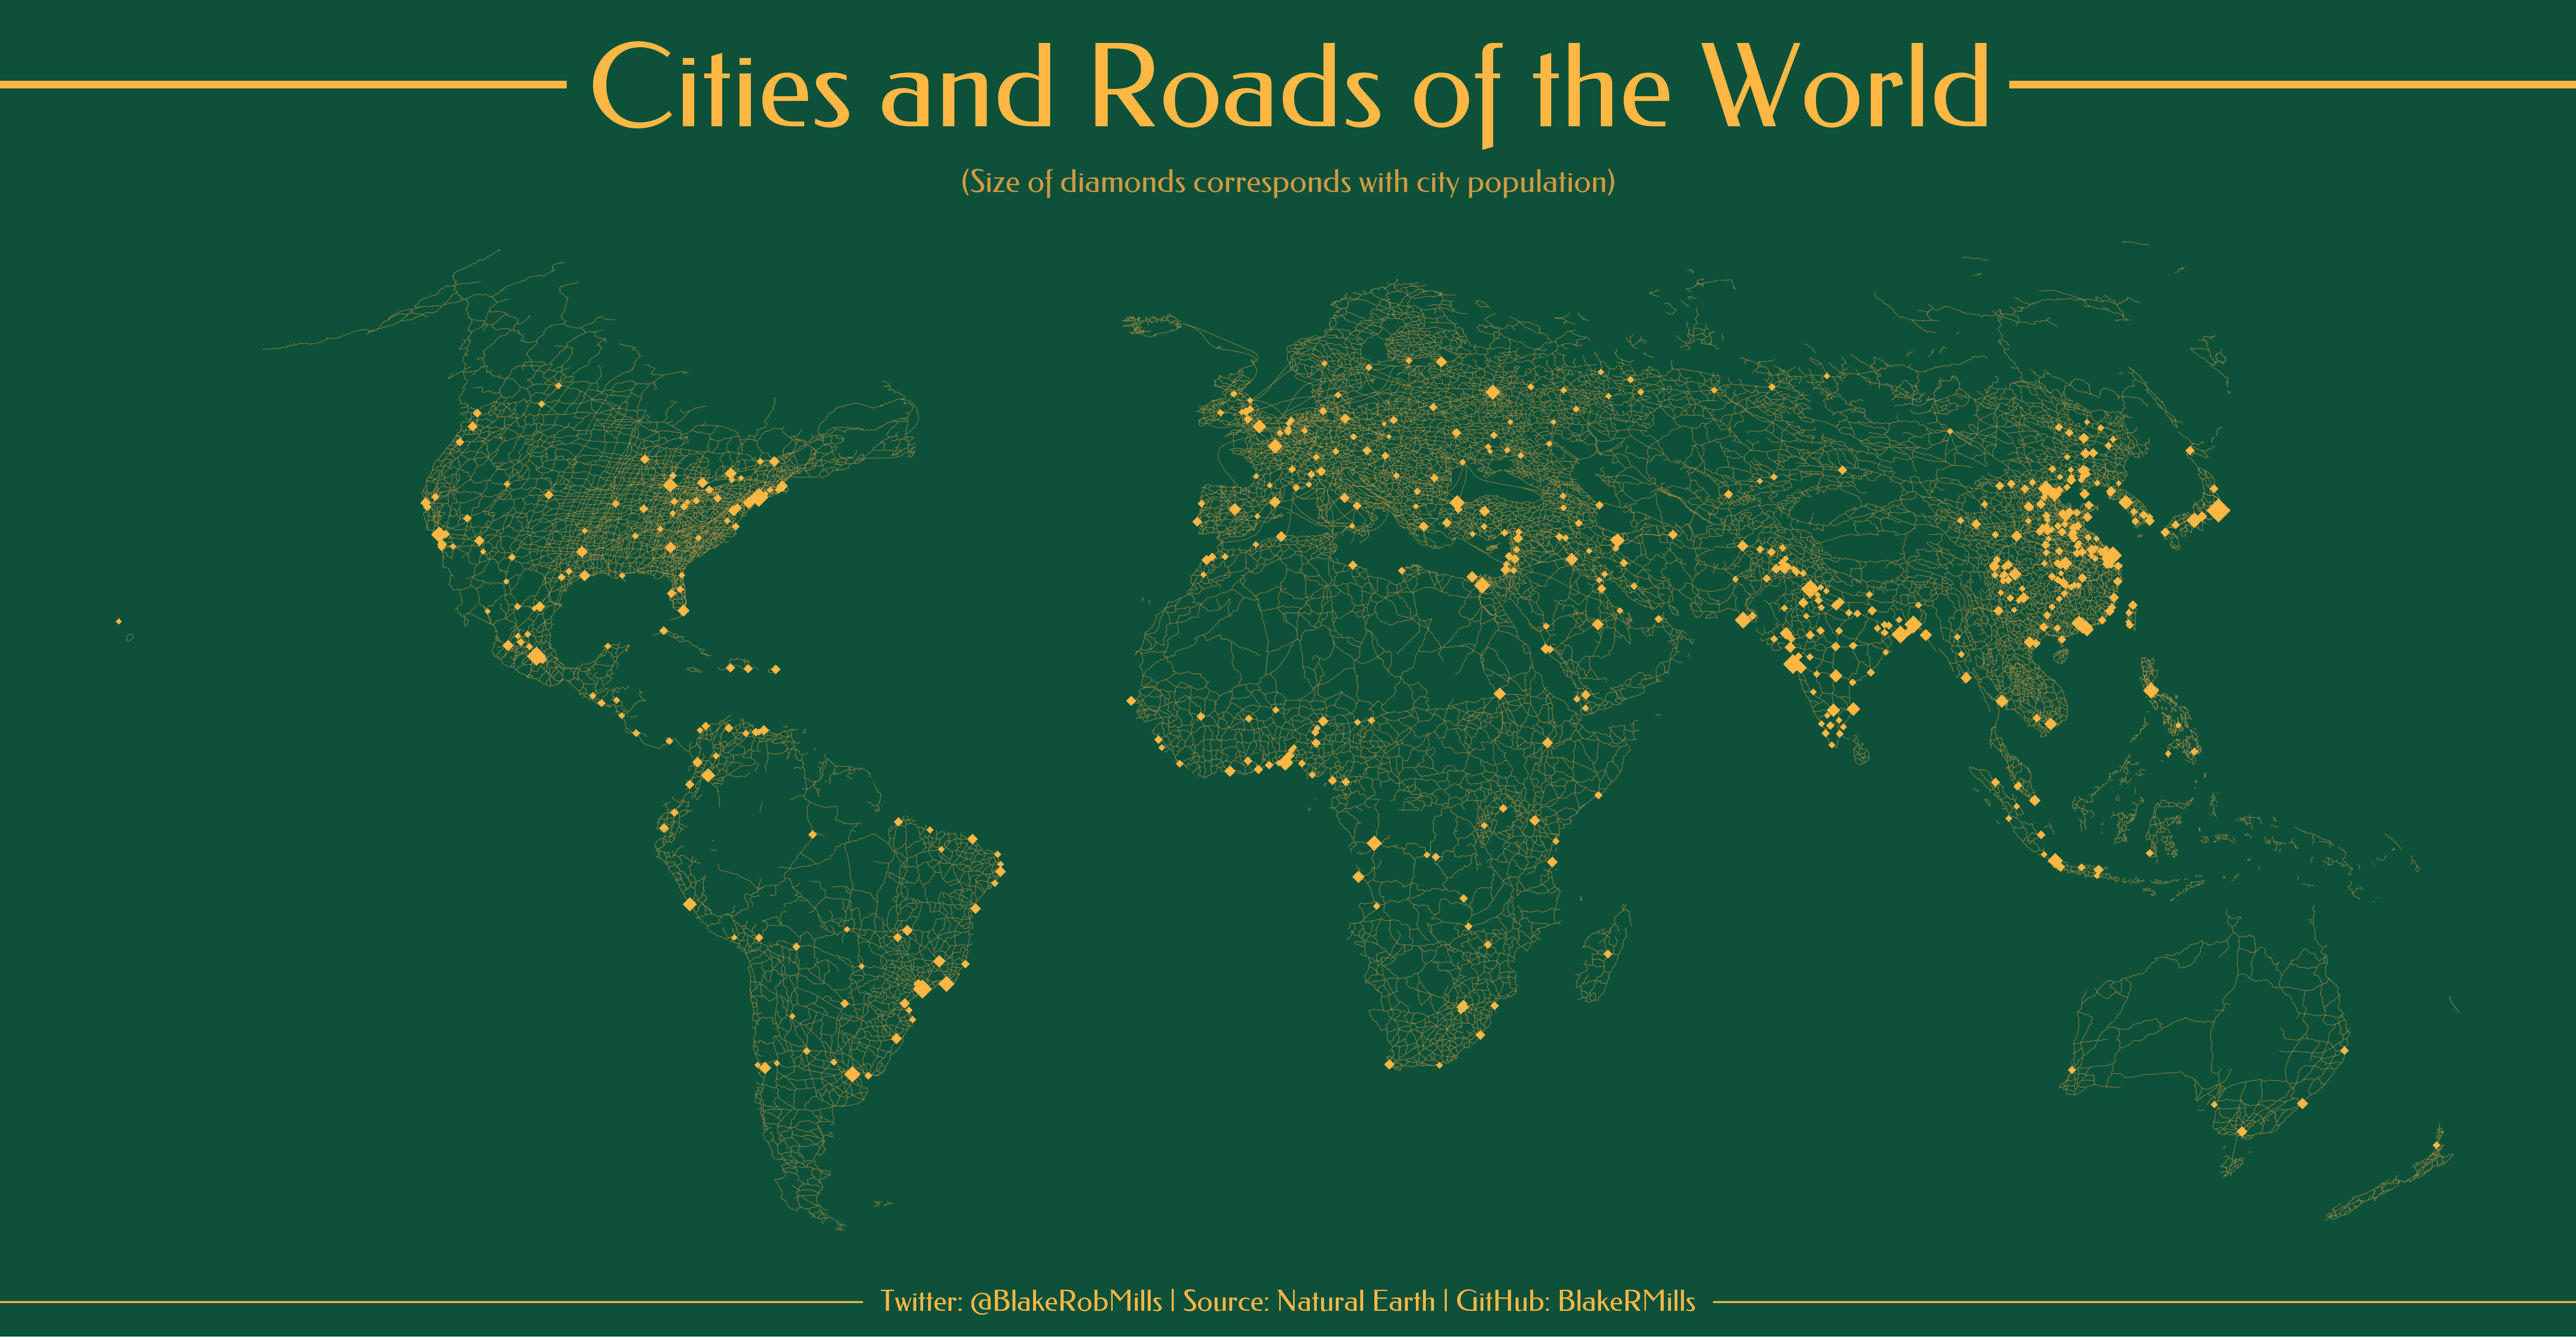 Cities and Roads of the World
(Size of diamonds corresponds with city population)
Twitter: @BlakeRobMills | Source: Natural Earth | GitHub: BlakeRMills